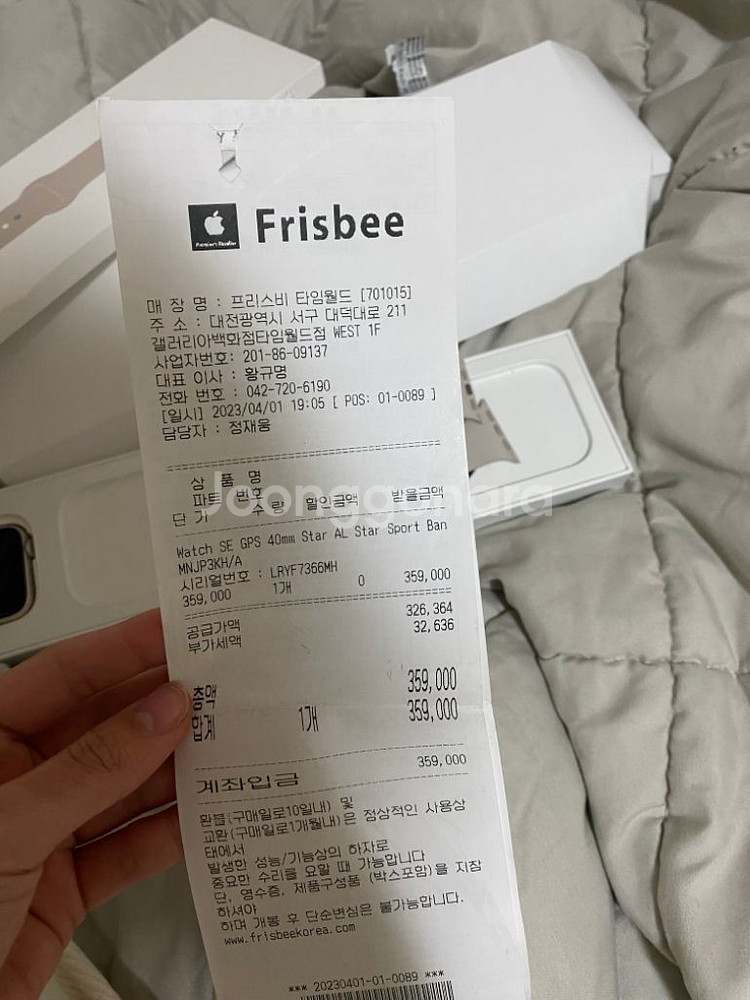 Premium Reseller
Frisbee
매 장 명 : 프리스비 타임월드 [701015]
주 소 : 대전광역시 서구 대덕대로 211
갤러리아백화점타임월드점 WEST 1F
사업자번호: 201-86-09137
대표 이사 : 황규명
전화 번호 : 042-720-6190
[일시] 2023/04/01 19:05 [ POS: 01-0089 ]
담당자 : 정재웅
상 품 명
파트 번호
단 가 수 량 할인금액 받을금액
Joonggonara
Watch SE GPS 40mm Star AL Star Sport Ban
MNJP3KH/A
시리얼번호 : LRYF7366MH
359,000 1개 0 359,000
공급가액 326,364
부가세액 32,636
총액 359,000
합계 1개 359,000
계좌입금 359,000
환불(구매일로10일내) 및
교환(구매일로1개월내)은 정상적인 사용상
태에서
발생한 성능/기능상의 하자로
중요한 수리를 요할 때 가능합니다
단, 영수증, 제품구성품 (박스포함)을 지참
하셔야
하며 개봉 후 단순변심은 불가능합니다.
www.frisbeekorea.com
*** 20230401-01-0089 ***